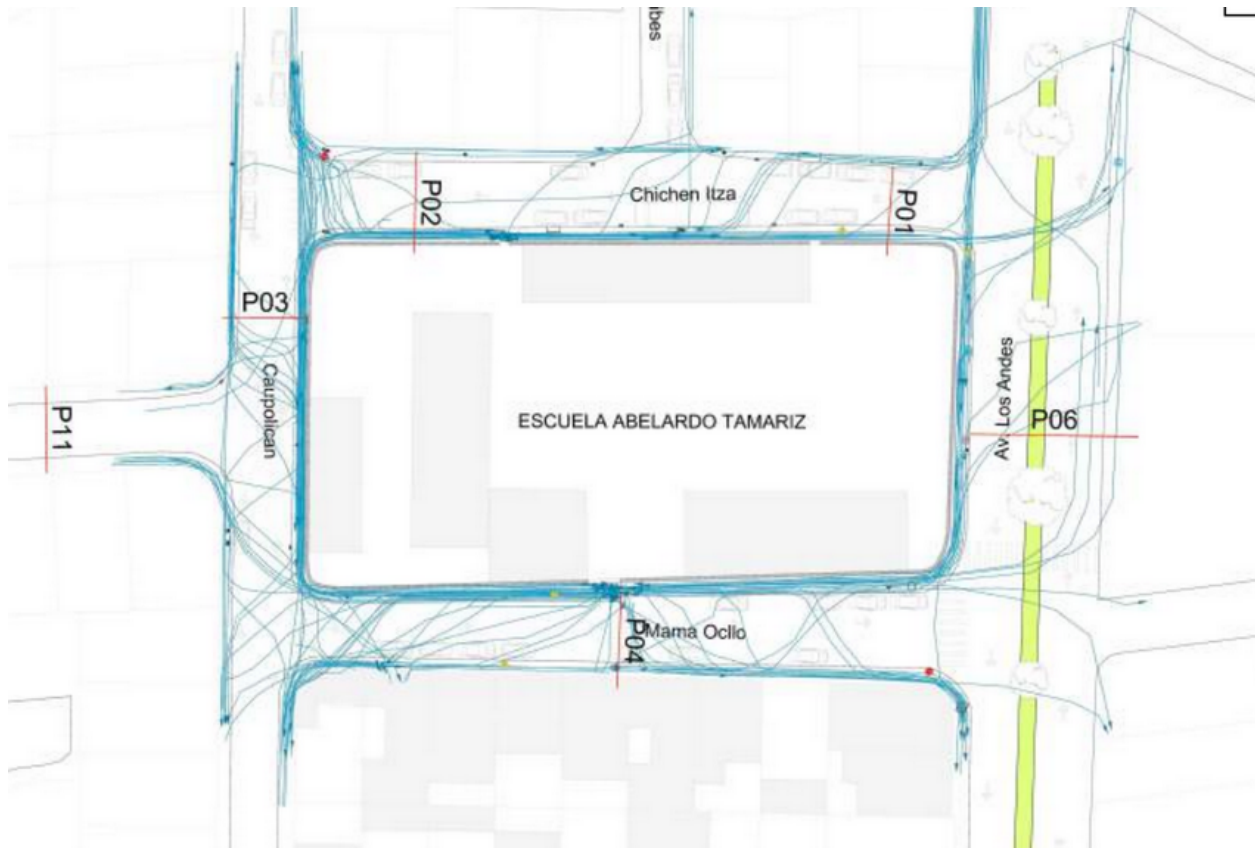 ibes
P02
Chichen Itza
P01
P03
Caupolican
Av. Los Andes
P11
ESCUELA ABELARDO TAMARIZ
P06
P04
Mama Ocllo